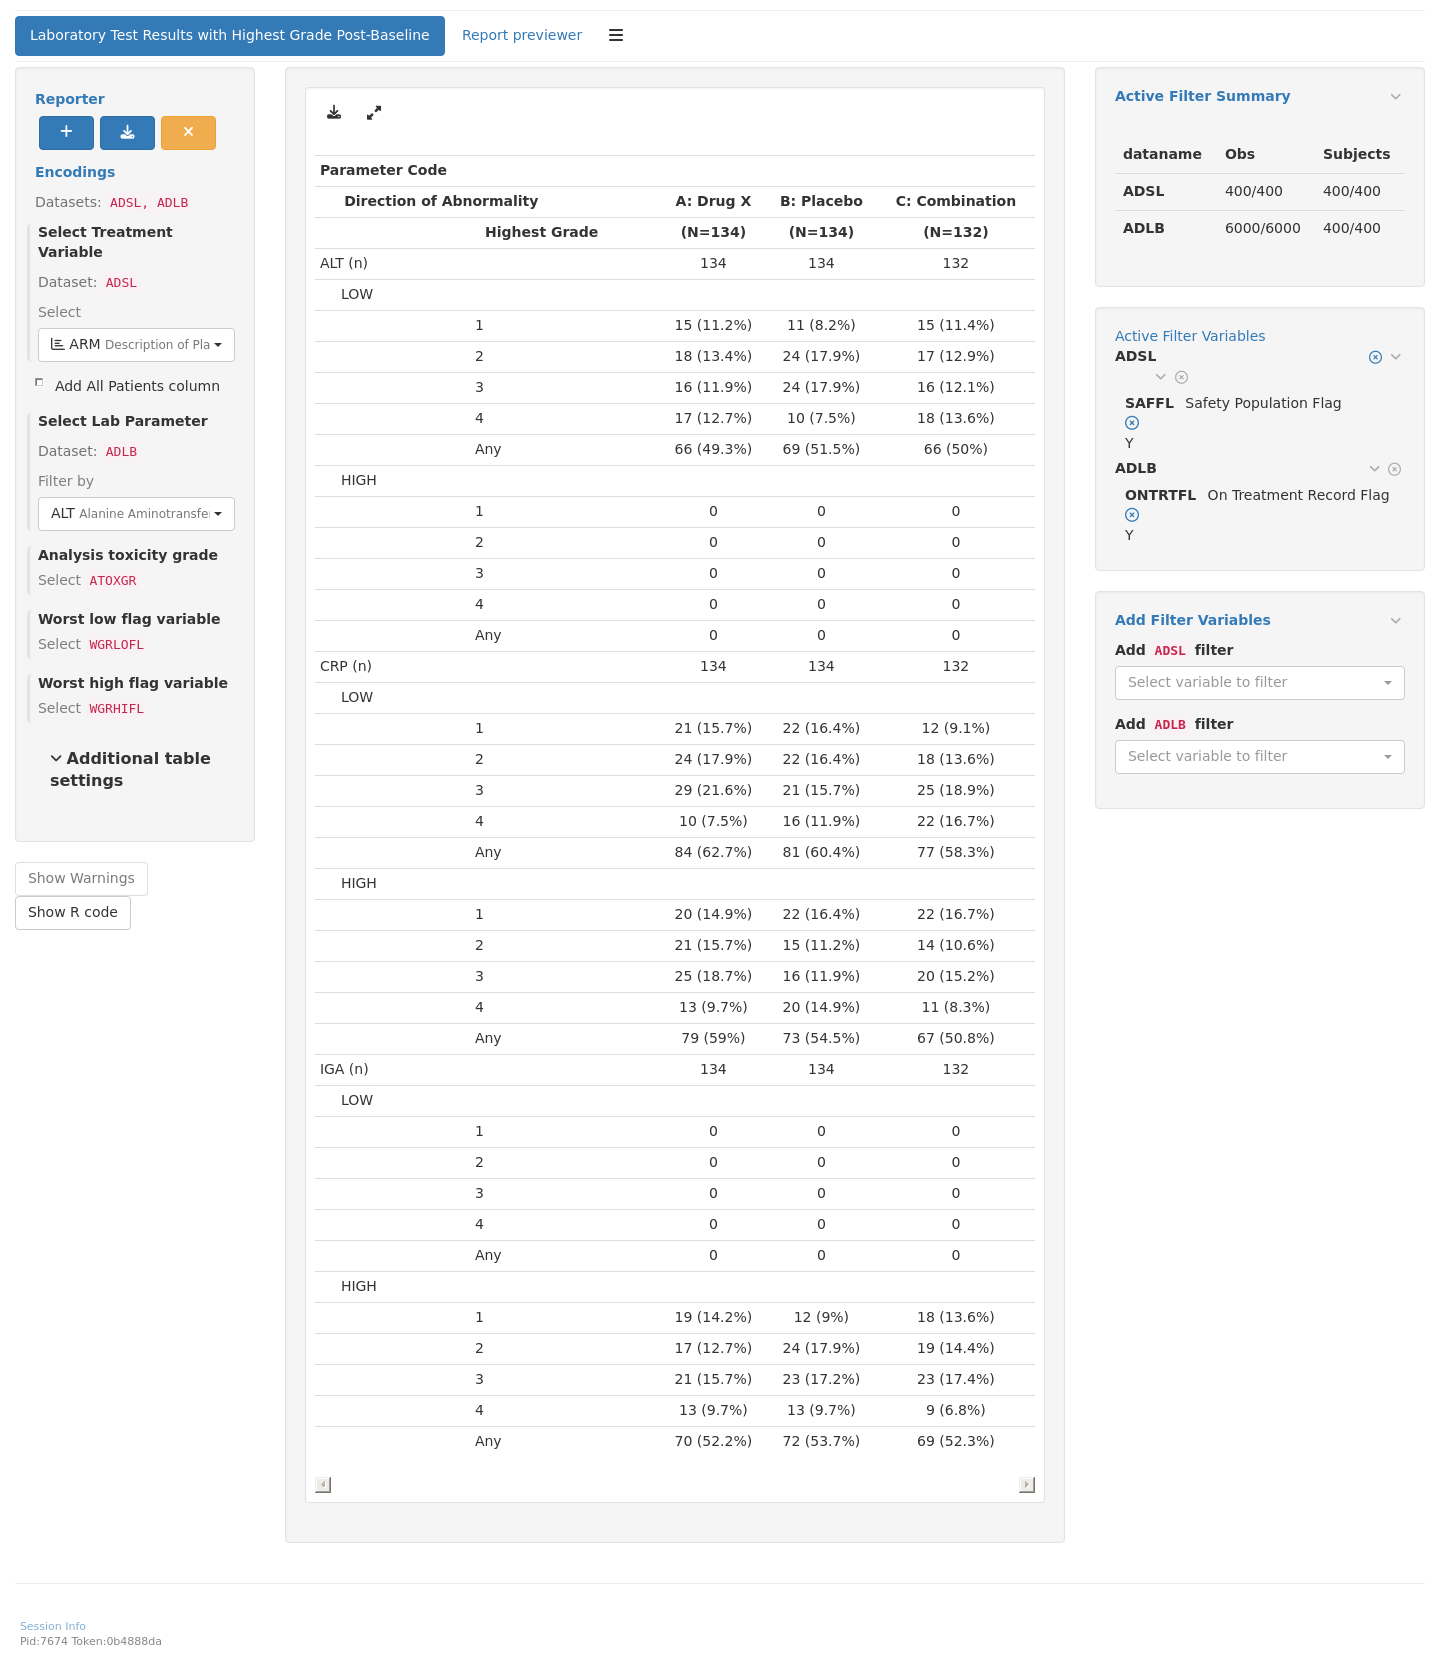 Laboratory Test Results with Highest Grade Post-Baseline Report previewer
Reporter
Encodings
Datasets: ADSL, ADLB
Select Treatment
Variable
Dataset: ADSL
Select
ARM Description of Pla
Add All Patients column
Select Lab Parameter
Dataset: ADLB
Filter by
ALT Alanine Aminotransfe
Analysis toxicity grade
Select ATOXGR
Worst low flag variable
Select WGRLOFL
Worst high flag variable
Select WGRHIFL
Additional table
settings
Show Warnings
Show R code
Parameter Code
Direction of Abnormality A: Drug X B: Placebo C: Combination
Highest Grade (N=134) (N=134) (N=132)
ALT (n) 134 134 132
LOW
1 15 (11.2%) 11 (8.2%) 15 (11.4%)
2 18 (13.4%) 24 (17.9%) 17 (12.9%)
3 16 (11.9%) 24 (17.9%) 16 (12.1%)
4 17 (12.7%) 10 (7.5%) 18 (13.6%)
Any 66 (49.3%) 69 (51.5%) 66 (50%)
HIGH
1 0 0 0
2 0 0 0
3 0 0 0
4 0 0 0
Any 0 0 0
CRP (n) 134 134 132
LOW
1 21 (15.7%) 22 (16.4%) 12 (9.1%)
2 24 (17.9%) 22 (16.4%) 18 (13.6%)
3 29 (21.6%) 21 (15.7%) 25 (18.9%)
4 10 (7.5%) 16 (11.9%) 22 (16.7%)
Any 84 (62.7%) 81 (60.4%) 77 (58.3%)
HIGH
1 20 (14.9%) 22 (16.4%) 22 (16.7%)
2 21 (15.7%) 15 (11.2%) 14 (10.6%)
3 25 (18.7%) 16 (11.9%) 20 (15.2%)
4 13 (9.7%) 20 (14.9%) 11 (8.3%)
Any 79 (59%) 73 (54.5%) 67 (50.8%)
IGA (n) 134 134 132
LOW
1 0 0 0
2 0 0 0
3 0 0 0
4 0 0 0
Any 0 0 0
HIGH
1 19 (14.2%) 12 (9%) 18 (13.6%)
2 17 (12.7%) 24 (17.9%) 19 (14.4%)
3 21 (15.7%) 23 (17.2%) 23 (17.4%)
4 13 (9.7%) 13 (9.7%) 9 (6.8%)
Any 70 (52.2%) 72 (53.7%) 69 (52.3%)
Active Filter Summary
dataname Obs Subjects
ADSL 400/400 400/400
ADLB 6000/6000 400/400
Active Filter Variables
ADSL
SAFFL Safety Population Flag
Y
ADLB
ONTRTFL On Treatment Record Flag
Y
Add Filter Variables
Add ADSL filter
Select variable to filter
Add ADLB filter
Select variable to filter
Session Info
Pid:7674 Token:0b4888da